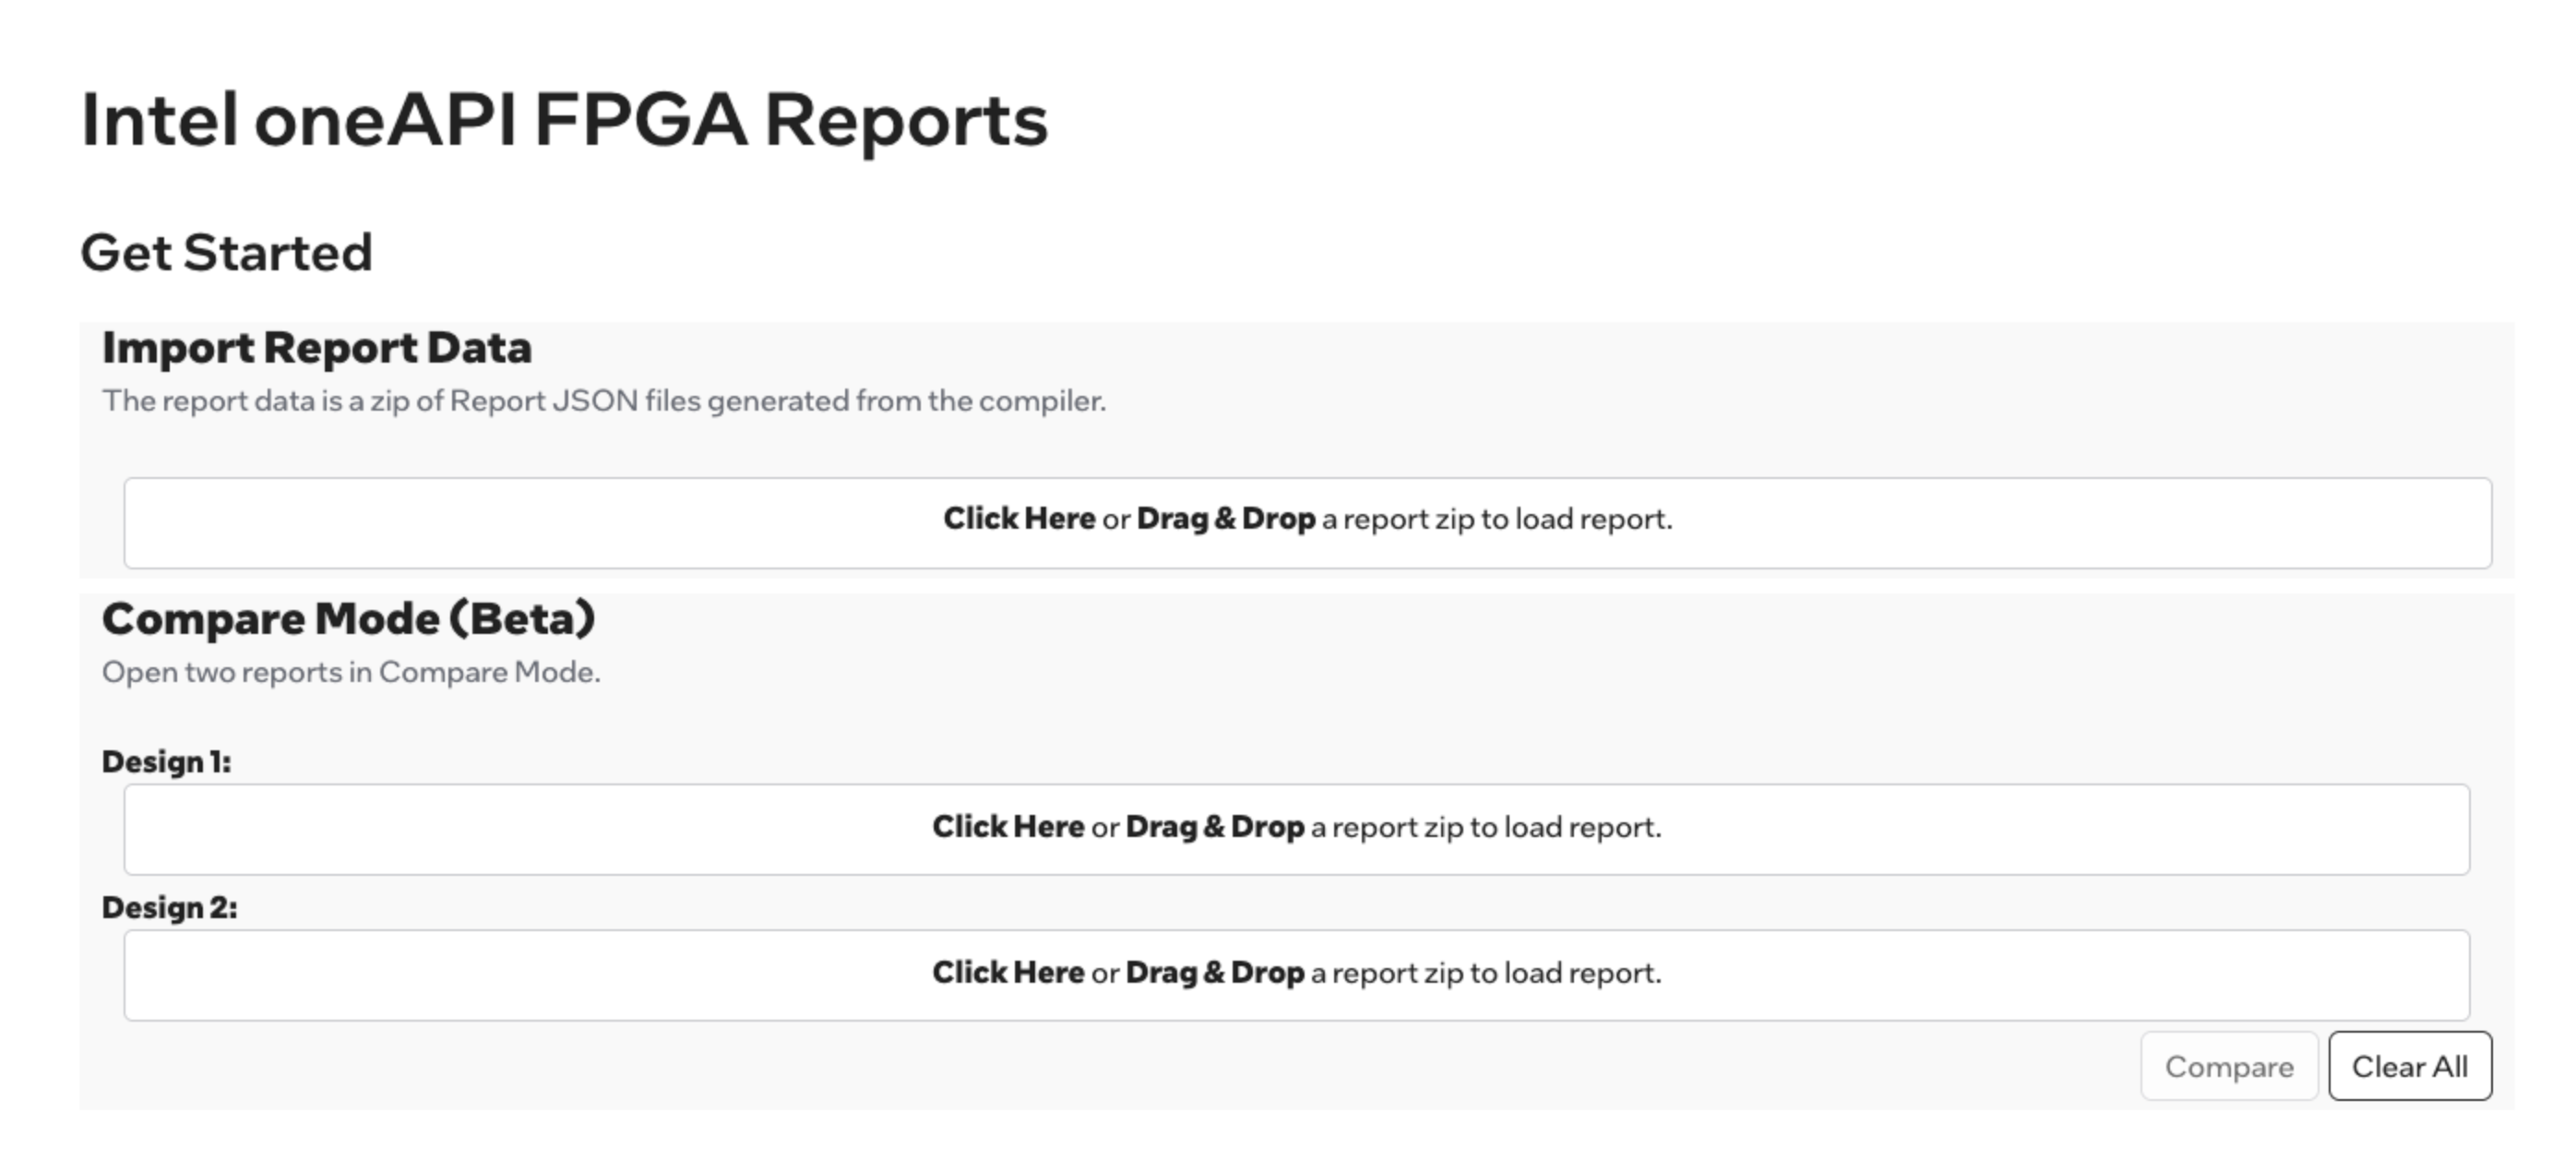 Intel oneAPI FPGA Reports
Get Started
Import Report Data
The report data is a zip of Report JSON files generated from the compiler.
Click Here or Drag & Drop a report zip to load report.
Compare Mode (Beta)
Open two reports in Compare Mode.
Design 1:
Click Here or Drag & Drop a report zip to load report.
Design 2:
Click Here or Drag & Drop a report zip to load report.
Compare Clear All